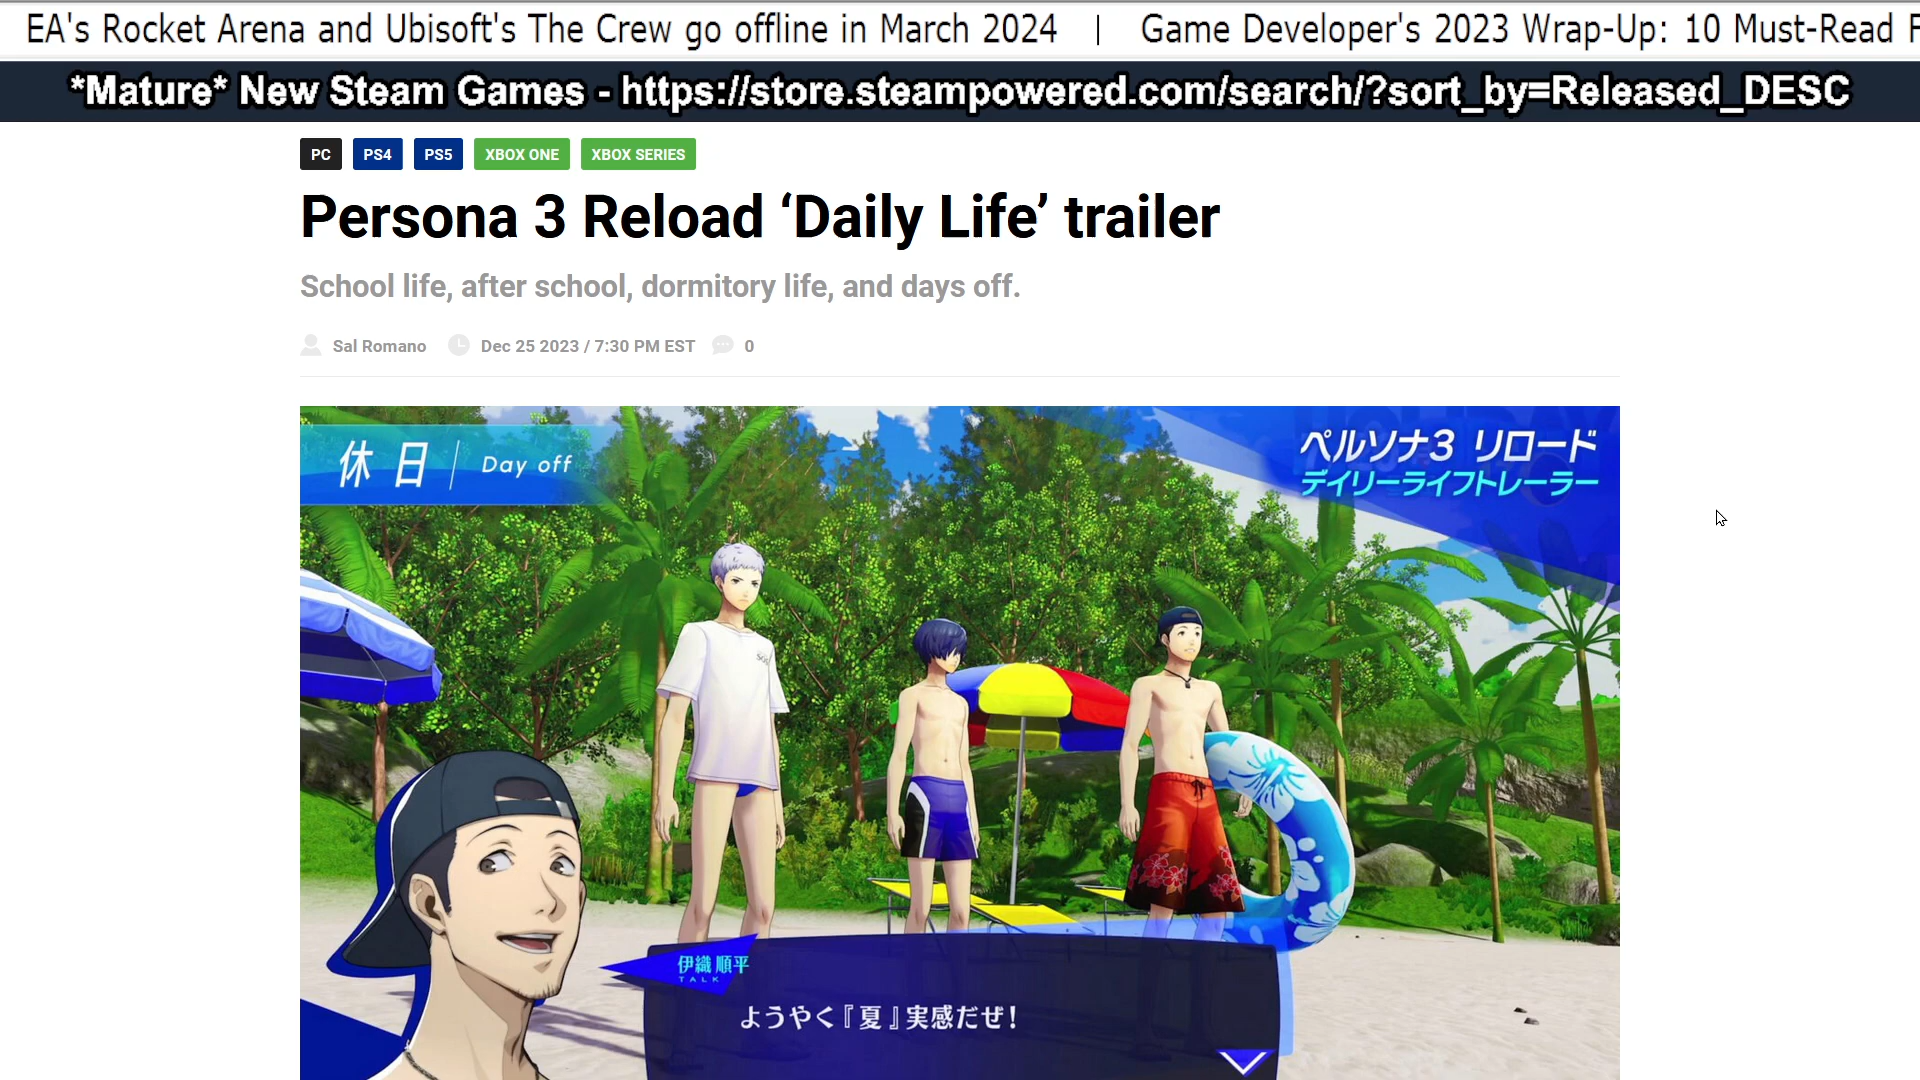 EA's Rocket Arena and Ubisoft's The Crew go offline in March 2024 | Game Developer's 2023 Wrap-Up: 10 Must-Read
*Mature* New Steam Games - https://store.steampowered.com/search/?sort_by=Released_DESC
PC PS4 PS5 XBOX ONE XBOX SERIES
Persona 3 Reload ‘Daily Life’ trailer
School life, after school, dormitory life, and days off.
Sal Romano Dec 25 2023 / 7:30 PM EST 0
休日 Day off
ペルソナ3 リロード
デイリーライフトレーラー
伊織 順平
TALK
ようやく『夏』実感だぜ!